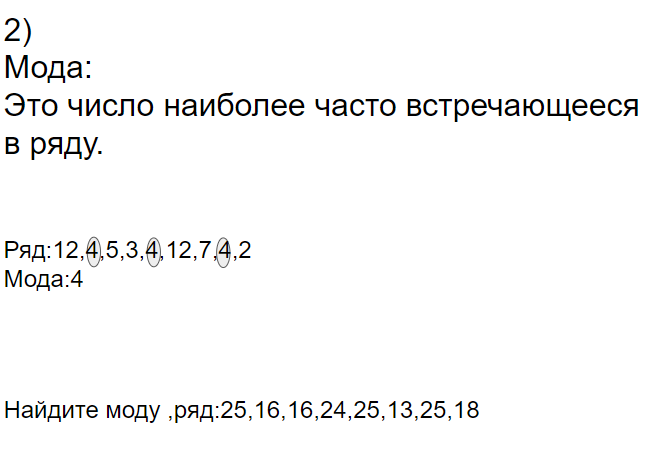 2)
Мода:
Это число наиболее часто встречающееся
в ряду.
Ряд:12,4,5,3,4,12,7,4,2
Мода:4
Найдите моду ,ряд:25,16,16,24,25,13,25,18